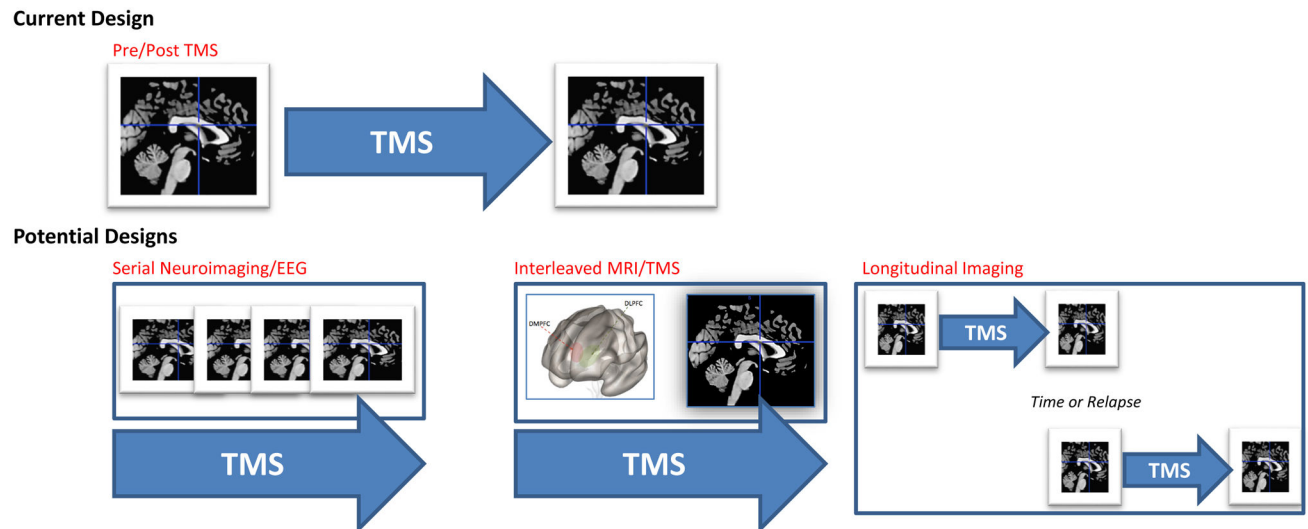 Current Design
Pre/Post TMS
TMS
Potential Designs
Serial Neuroimaging/EEG
TMS
Interleaved MRI/TMS
DLPFC
DMPFC
TMS
Longitudinal Imaging
TMS
Time or Relapse
TMS